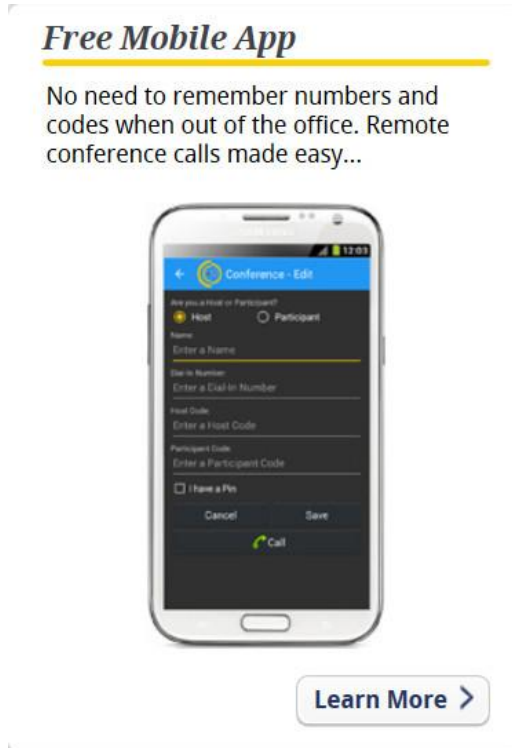 Free Mobile App
No need to remember numbers and
codes when out of the office. Remote
conference calls made easy...
12:03
Conference - Edit
Are you a Host or Participant?
Host Participant
Name:
Enter a Name
Dial-In Number:
Enter a Dial-In Number
Host Code:
Enter a Host Code
Participant Code:
Enter a Participant Code
I have a Pin
Cancel Save
Call
Learn More